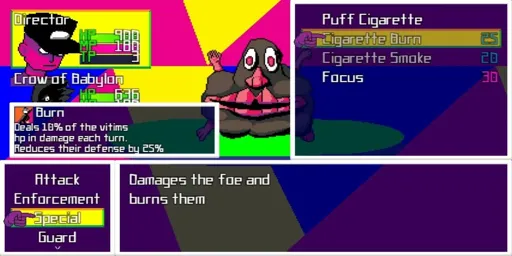 Director
HP 900
MP 100
TP 3
Crow of Babylon
HP 636
Burn
Deals 10% of the vitims
hp in damage each turn.
Reduces their defense by 25%
Puff Cigarette
Cigarette Burn 25
Cigarette Smoke 20
Focus 30
Attack
Enforcement
Special
Guard
Damages the foe and
burns them